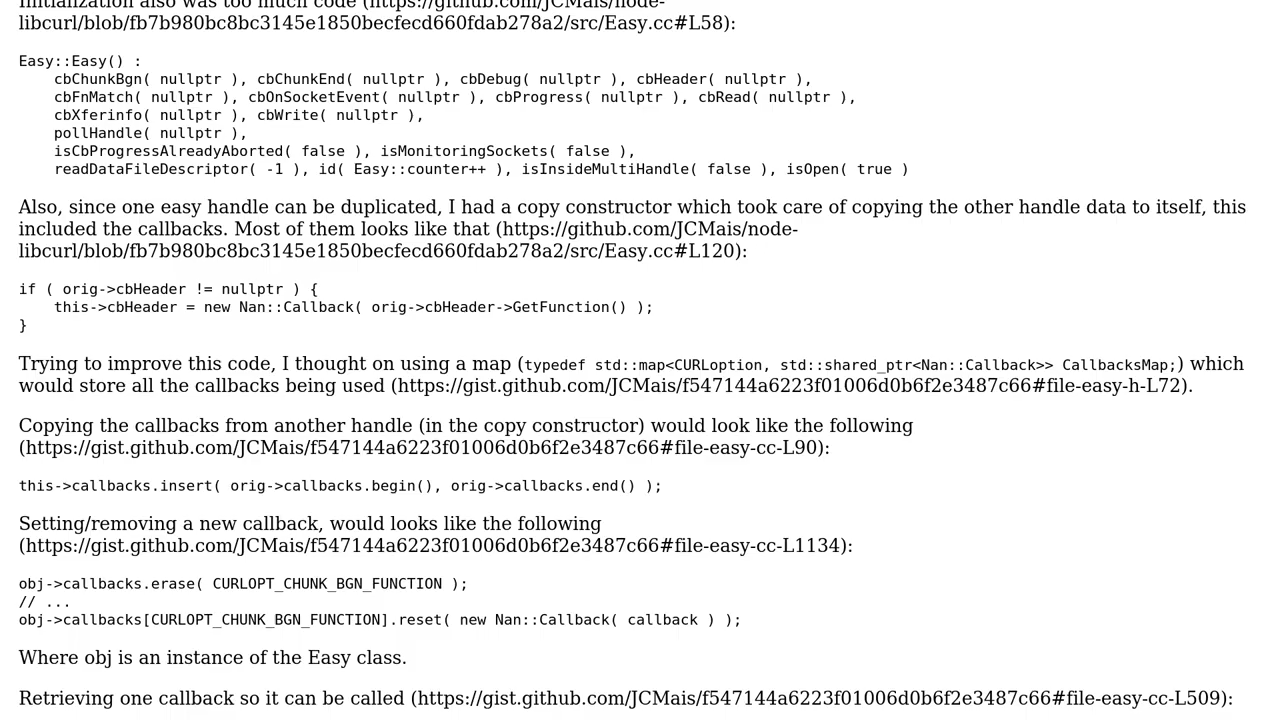 Initialization also was too much code (https://github.com/JCMais/node-
libcurl/blob/fb7b980bc8bc3145e1850becfecd660fdab278a2/src/Easy.cc#L58):
Easy::Easy() :
    cbChunkBgn( nullptr ), cbChunkEnd( nullptr ), cbDebug( nullptr ), cbHeader( nullptr ),
    cbFnMatch( nullptr ), cbOnSocketEvent( nullptr ), cbProgress( nullptr ), cbRead( nullptr ),
    cbXferinfo( nullptr ), cbWrite( nullptr ),
    pollHandle( nullptr ),
    isCbProgressAlreadyAborted( false ), isMonitoringSockets( false ),
    readDataFileDescriptor( -1 ), id( Easy::counter++ ), isInsideMultiHandle( false ), isOpen( true )
Also, since one easy handle can be duplicated, I had a copy constructor which took care of copying the other handle data to itself, this
included the callbacks. Most of them looks like that (https://github.com/JCMais/node-
libcurl/blob/fb7b980bc8bc3145e1850becfecd660fdab278a2/src/Easy.cc#L120):
if ( orig->cbHeader != nullptr ) {
    this->cbHeader = new Nan::Callback( orig->cbHeader->GetFunction() );
}
Trying to improve this code, I thought on using a map (typedef std::map<CURLoption, std::shared_ptr<Nan::Callback>> CallbacksMap;) which
would store all the callbacks being used (https://gist.github.com/JCMais/f547144a6223f01006d0b6f2e3487c66#file-easy-h-L72).
Copying the callbacks from another handle (in the copy constructor) would look like the following
(https://gist.github.com/JCMais/f547144a6223f01006d0b6f2e3487c66#file-easy-cc-L90):
this->callbacks.insert( orig->callbacks.begin(), orig->callbacks.end() );
Setting/removing a new callback, would looks like the following
(https://gist.github.com/JCMais/f547144a6223f01006d0b6f2e3487c66#file-easy-cc-L1134):
obj->callbacks.erase( CURLOPT_CHUNK_BGN_FUNCTION );
// ...
obj->callbacks[CURLOPT_CHUNK_BGN_FUNCTION].reset( new Nan::Callback( callback ) );
Where obj is an instance of the Easy class.
Retrieving one callback so it can be called (https://gist.github.com/JCMais/f547144a6223f01006d0b6f2e3487c66#file-easy-cc-L509):